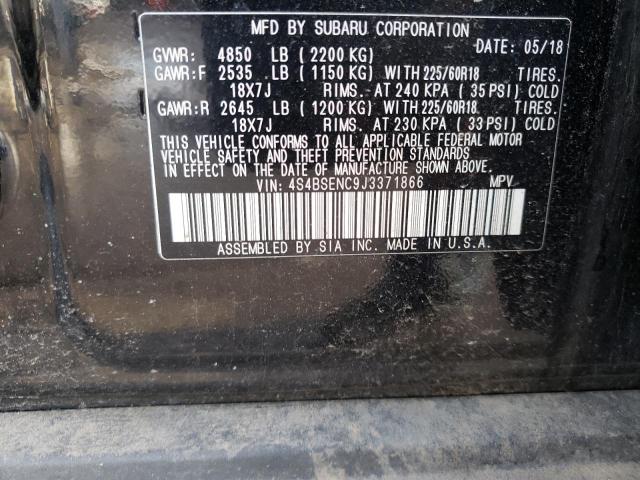 MFD BY SUBARU CORPORATION
DATE: 05/18
GVWR: 4850 LB ( 2200 KG)
GAWR:F 2535 LB ( 1150 KG) WITH 225/60R18 TIRES.
18X7J RIMS. AT 240 KPA ( 35 PSI) COLD
GAWR:R 2645 LB ( 1200 KG) WITH 225/60R18. TIRES.
18X7J RIMS. AT 230 KPA ( 33 PSI) COLD
THIS VEHICLE CONFORMS TO ALL APPLICABLE FEDERAL MOTOR
VEHICLE SAFETY AND THEFT PREVENTION STANDARDS IN EFFECT
ON THE DATE OF MANUFACTURE SHOWN ABOVE.
VIN: 4S4BSENC9J3371866 MPV
ASSEMBLED BY SIA INC. MADE IN U.S.A.